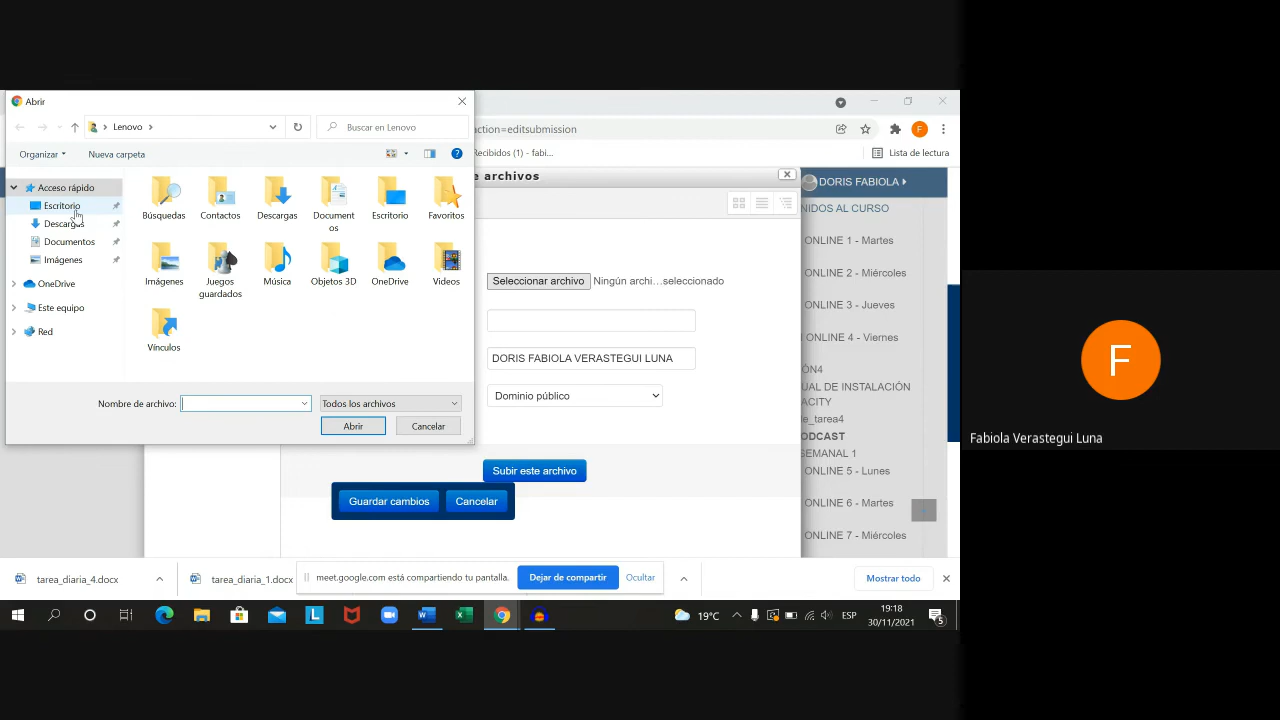 Abrir
Lenovo
Buscar en Lenovo
Organizar
Nueva carpeta
Acceso rápido
Escritorio
Descargas
Documentos
Imágenes
OneDrive
Este equipo
Red
Búsquedas
Contactos
Descargas
Document
os
Escritorio
Favoritos
Imágenes
Juegos
guardados
Música
Objetos 3D
OneDrive
Videos
Vínculos
Nombre de archivo:
Todos los archivos
Abrir
Cancelar
ction=editsubmission
Recibidos (1) - fabi...
Lista de lectura
e archivos
DORIS FABIOLA
NIDOS AL CURSO
ONLINE 1 - Martes
ONLINE 2 - Miércoles
ONLINE 3 - Jueves
ONLINE 4 - Viernes
ÓN4
UAL DE INSTALACIÓN
ACITY
e_tarea4
ODCAST
SEMANAL 1
ONLINE 5 - Lunes
ONLINE 6 - Martes
ONLINE 7 - Miércoles
Seleccionar archivo
Ningún archi...seleccionado
DORIS FABIOLA VERASTEGUI LUNA
Dominio público
Subir este archivo
Guardar cambios
Cancelar
tarea_diaria_4.docx
tarea_diaria_1.docx
meet.google.com está compartiendo tu pantalla.
Dejar de compartir
Ocultar
Mostrar todo
19°C
ESP
19:18
30/11/2021
5
F
F
Fabiola Verastegui Luna